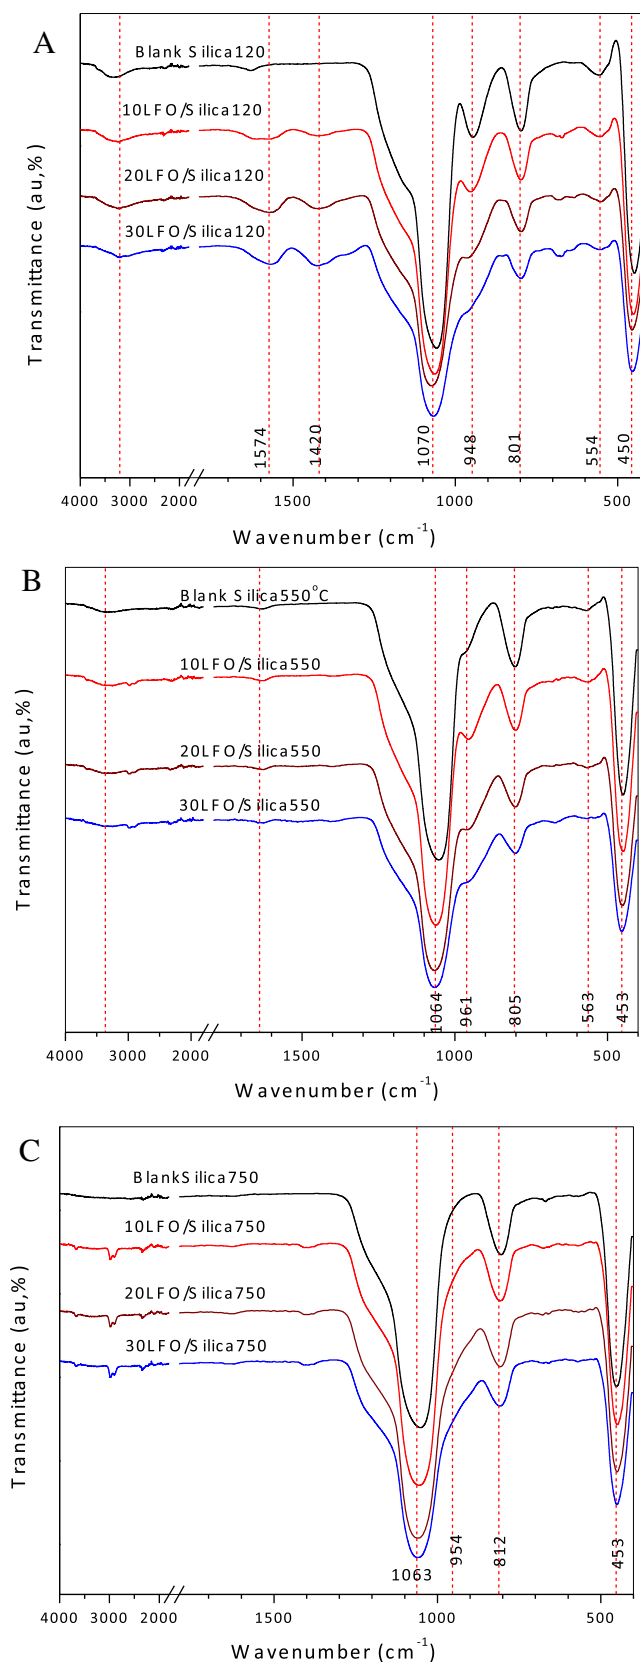 A
Blank Silica120
10LFO/Silica120
20LFO/Silica120
30LFO/Silica120
Transmittance (au,%)
1574
1420
1070
948
801
554
450
4000 3000 2000 1500 1000 500
Wavenumber (cm-1)
B
Blank Silica550°C
10LFO/Silica550
20LFO/Silica550
30LFO/Silica550
Transmittance (au,%)
1064
961
805
563
453
4000 3000 2000 1500 1000 500
Wavenumber (cm-1)
C
BlankSilica750
10LFO/Silica750
20LFO/Silica750
30LFO/Silica750
Transmittance (au,%)
1063
954
812
453
4000 3000 2000 1500 1000 500
Wavenumber (cm-1)